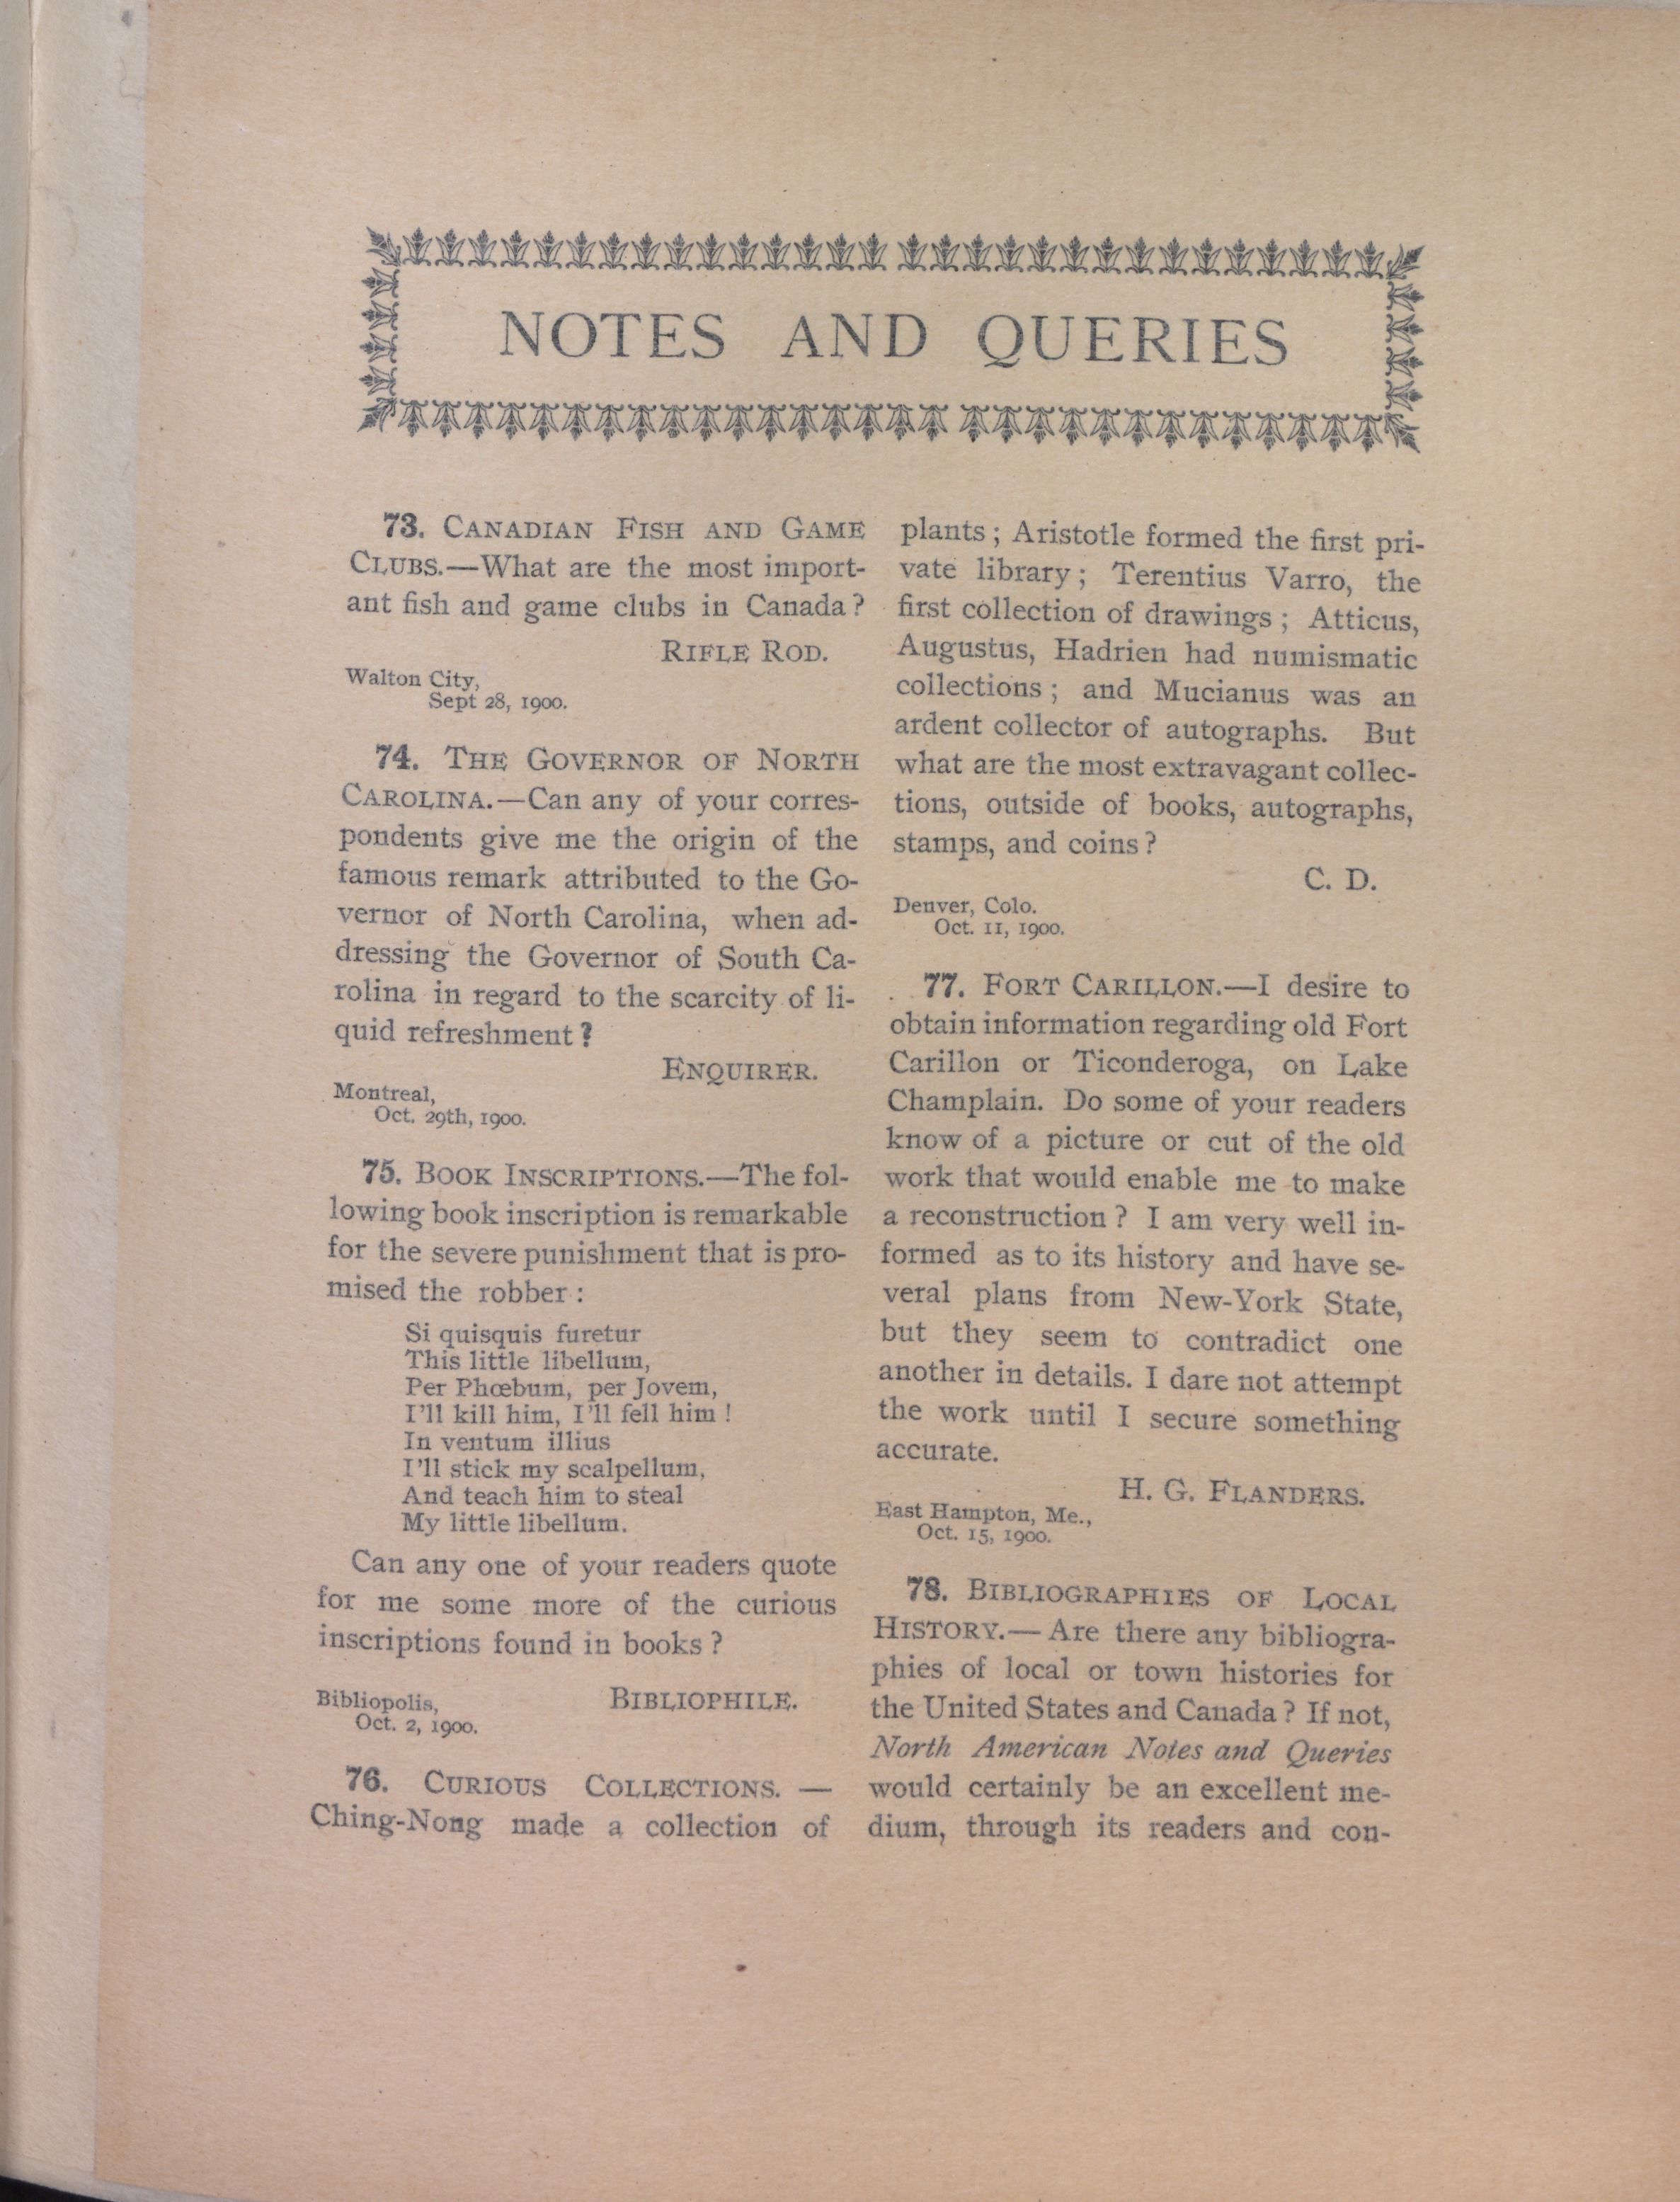 NOTES AND QUERIES
73. CANADIAN FISH AND GAME
CLUBS.—What are the most import-
ant fish and game clubs in Canada?
RIFLE ROD.
Walton City,
Sept 28, 1900.
74. THE GOVERNOR OF NORTH
CAROLINA.—Can any of your corres-
pondents give me the origin of the
famous remark attributed to the Go-
vernor of North Carolina, when ad-
dressing the Governor of South Ca-
rolina in regard to the scarcity of li-
quid refreshment?
ENQUIRER.
Montreal,
Oct. 29th, 1900.
75. BOOK INSCRIPTIONS.—The fol-
lowing book inscription is remarkable
for the severe punishment that is pro-
mised the robber:
Si quisquis furetur
This little libellum,
Per Phœbum, per Jovem,
I'll kill him, I'll fell him!
In ventum illius
I'll stick my scalpellum,
And teach him to steal
My little libellum.
Can any one of your readers quote
for me some more of the curious
inscriptions found in books?
BIBLIOPHILE.
Bibliopolis,
Oct. 2, 1900.
76. CURIOUS COLLECTIONS. —
Ching-Nong made a collection of
plants; Aristotle formed the first pri-
vate library; Terentius Varro, the
first collection of drawings; Atticus,
Augustus, Hadrien had numismatic
collections; and Mucianus was an
ardent collector of autographs. But
what are the most extravagant collec-
tions, outside of books, autographs,
stamps, and coins?
C. D.
Denver, Colo.
Oct. 11, 1900.
77. FORT CARILLON.—I desire to
obtain information regarding old Fort
Carillon or Ticonderoga, on Lake
Champlain. Do some of your readers
know of a picture or cut of the old
work that would enable me to make
a reconstruction? I am very well in-
formed as to its history and have se-
veral plans from New-York State,
but they seem to contradict one
another in details. I dare not attempt
the work until I secure something
accurate.
H. G. FLANDERS.
East Hampton, Me.,
Oct. 15, 1900.
78. BIBLIOGRAPHIES OF LOCAL
HISTORY.— Are there any bibliogra-
phies of local or town histories for
the United States and Canada? If not,
North American Notes and Queries
would certainly be an excellent me-
dium, through its readers and con-